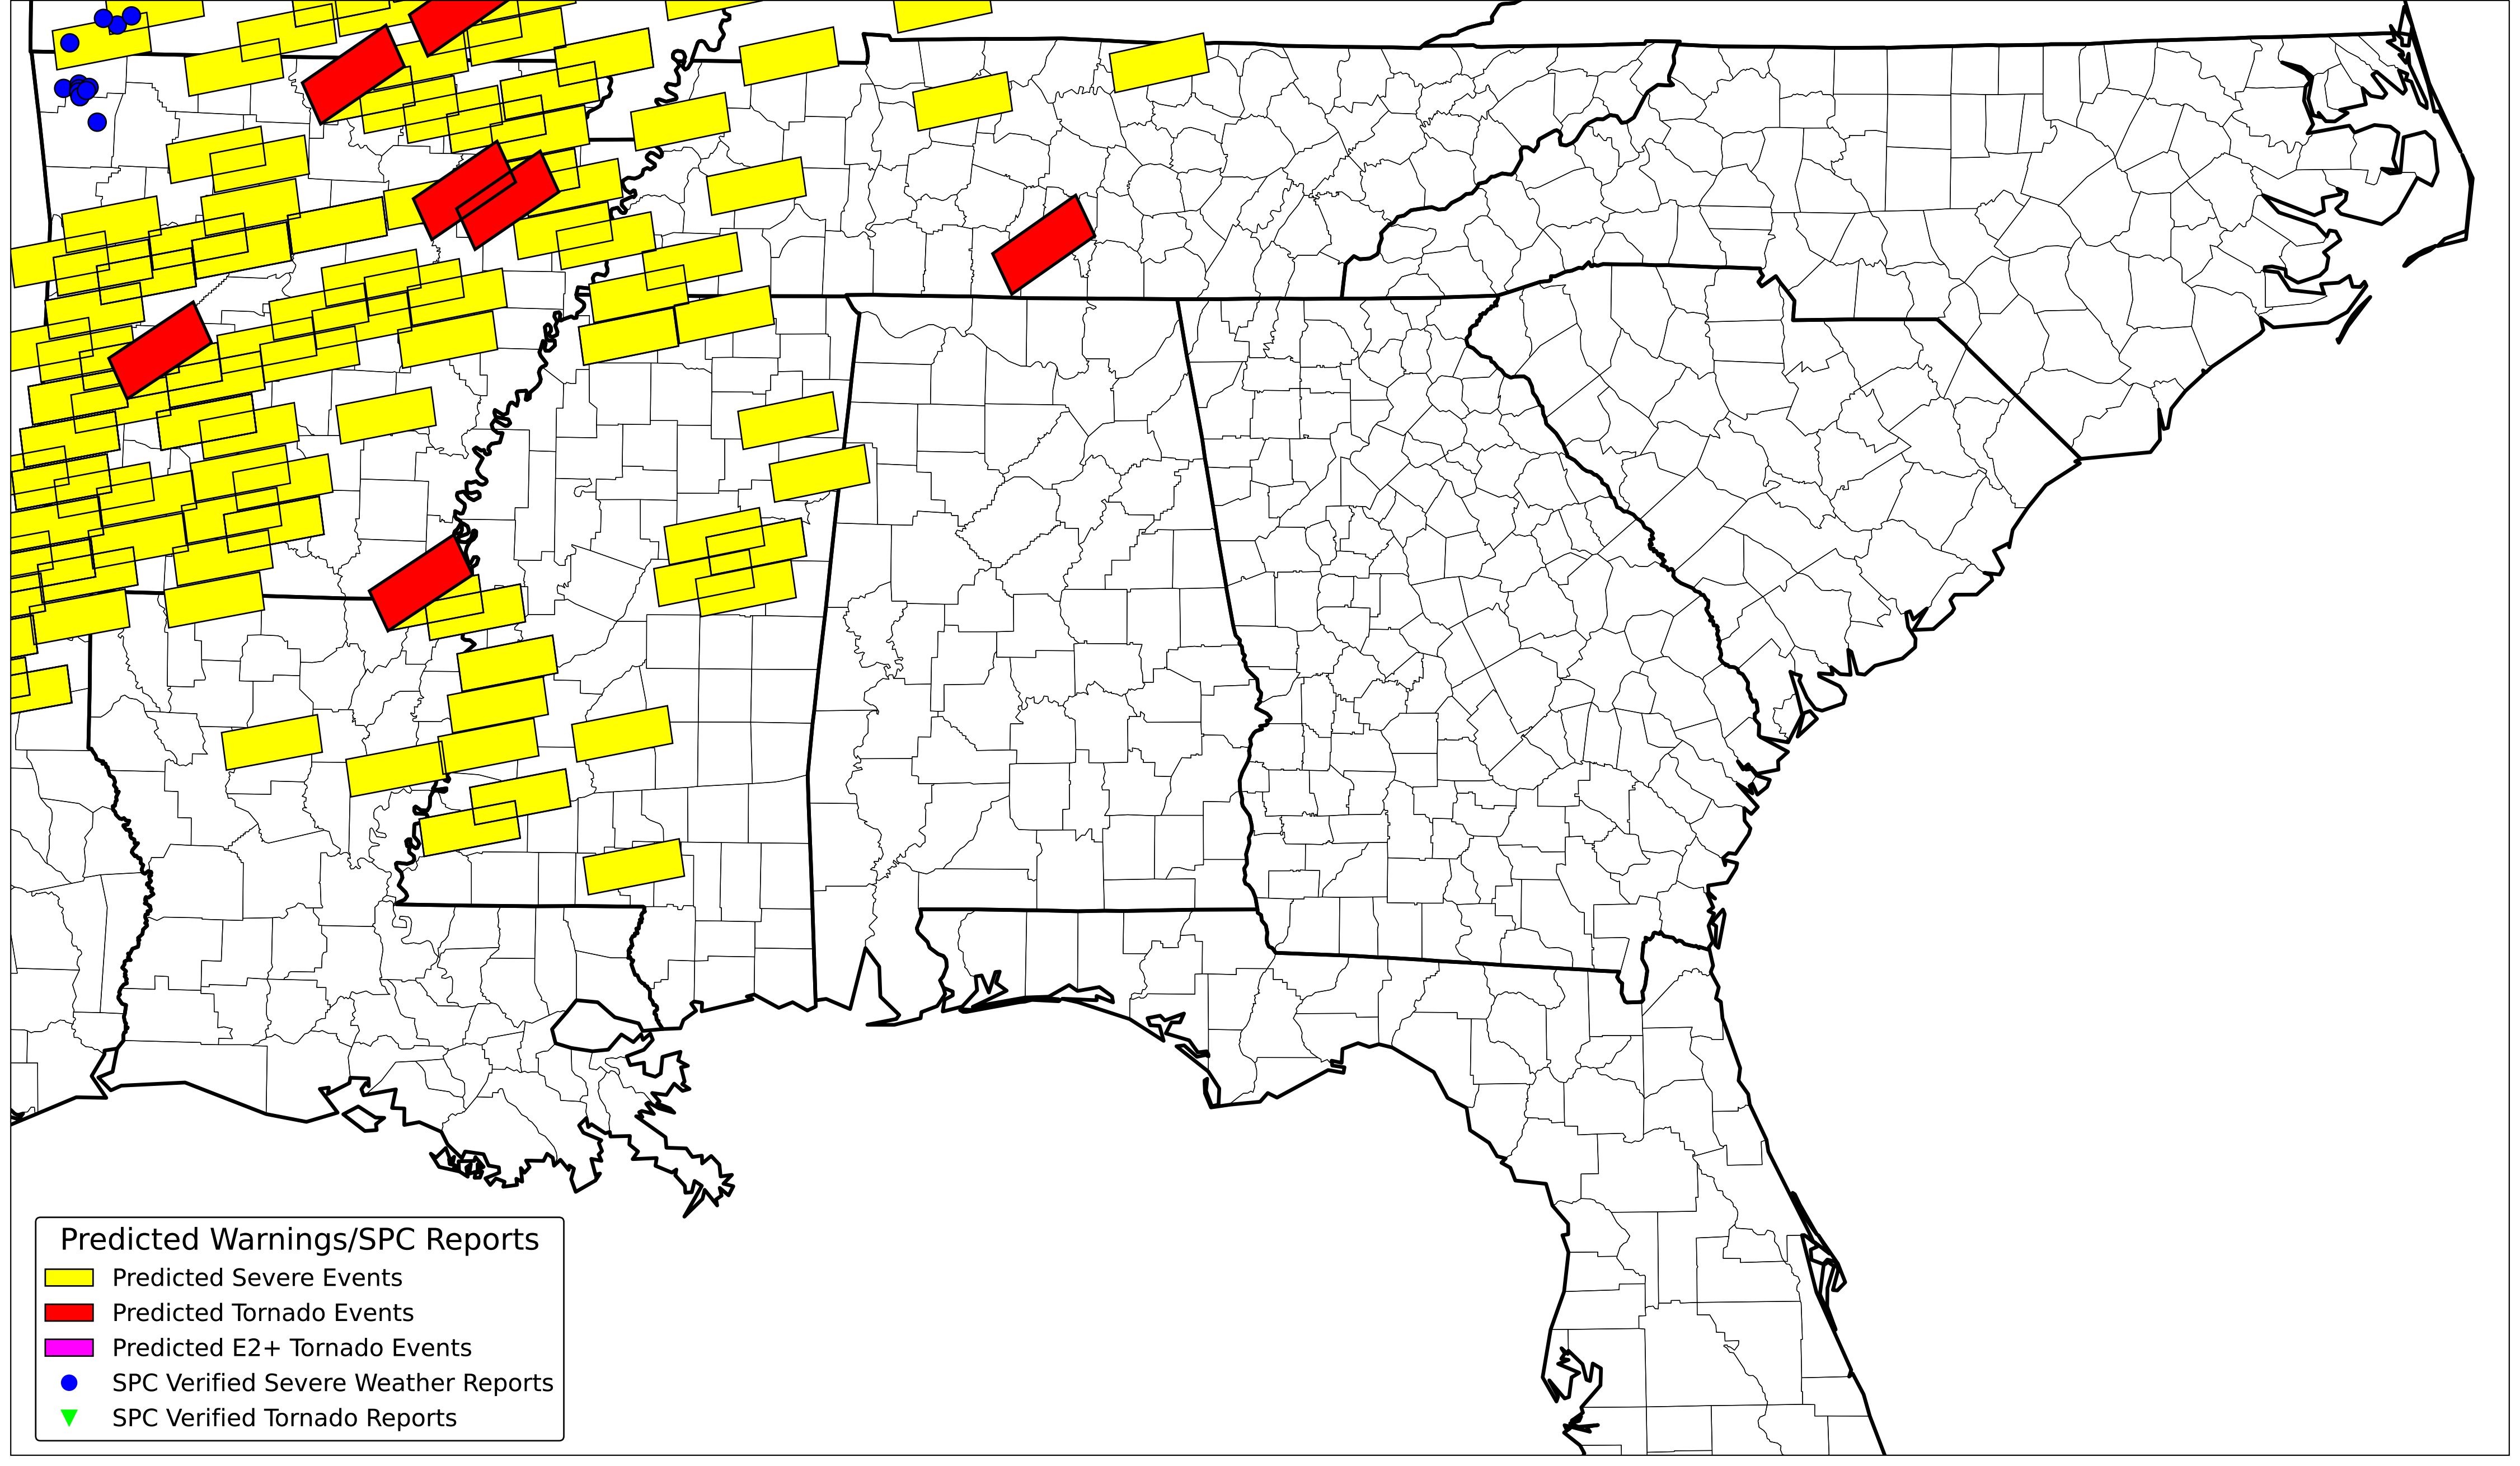 Predicted Warnings/SPC Reports
Predicted Severe Events
Predicted Tornado Events
Predicted E2+ Tornado Events
SPC Verified Severe Weather Reports
SPC Verified Tornado Reports